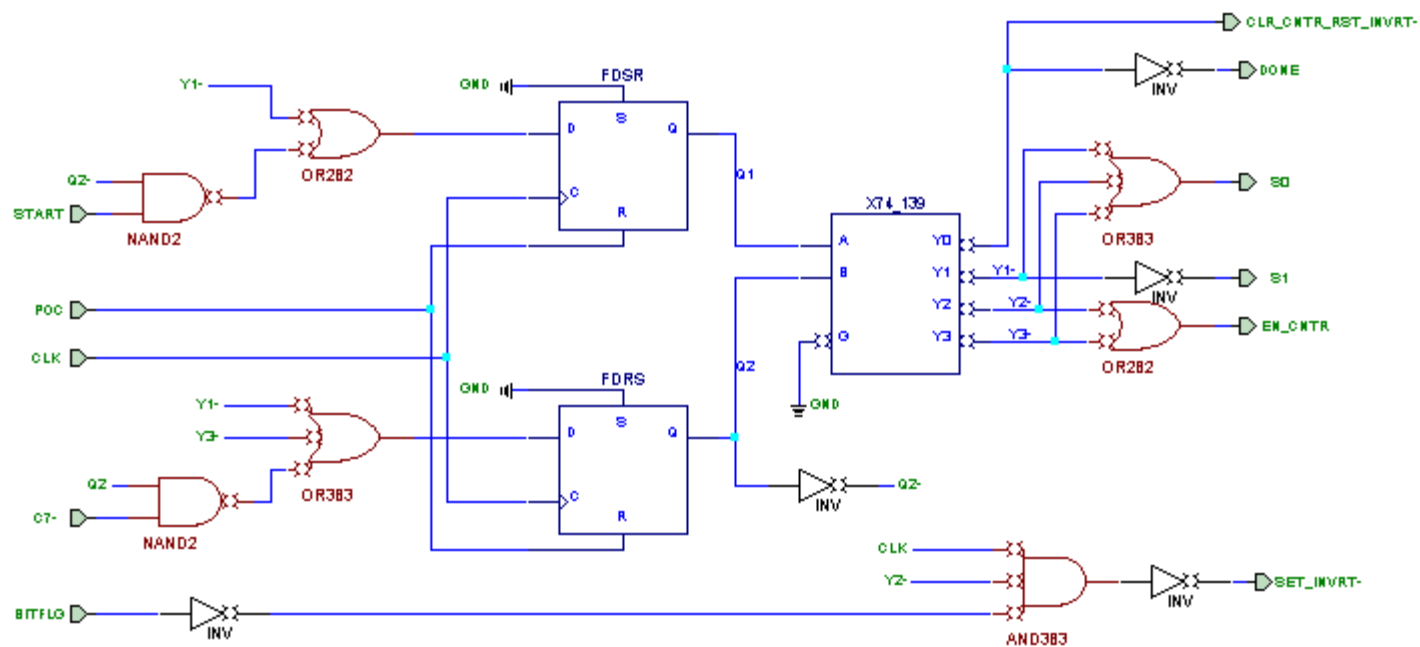 CLR_CNTR_RST_INVRT-
DONE
INV
Y1-
GND
FDSR
S
D
Q
C
R
OR2B2
Q2-
START
NAND2
Q1
X74_139
A
B
G
Y0
Y1
Y2
Y3
Y1-
Y2-
Y3-
GND
S0
OR3B3
S1
INV
EN_CNTR
OR2B2
POC
CLK
Q2
GND
FDRS
S
D
Q
C
R
Y1-
Y3-
OR3B3
Q2
C7-
NAND2
INV
Q2-
CLK
Y2-
AND3B3
INV
SET_INVRT-
BITFLG
INV